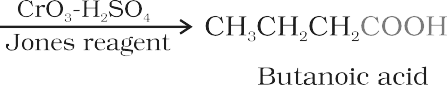 CrO₃-H₂SO₄
Jones reagent
CH₃CH₂CH₂COOH
Butanoic acid